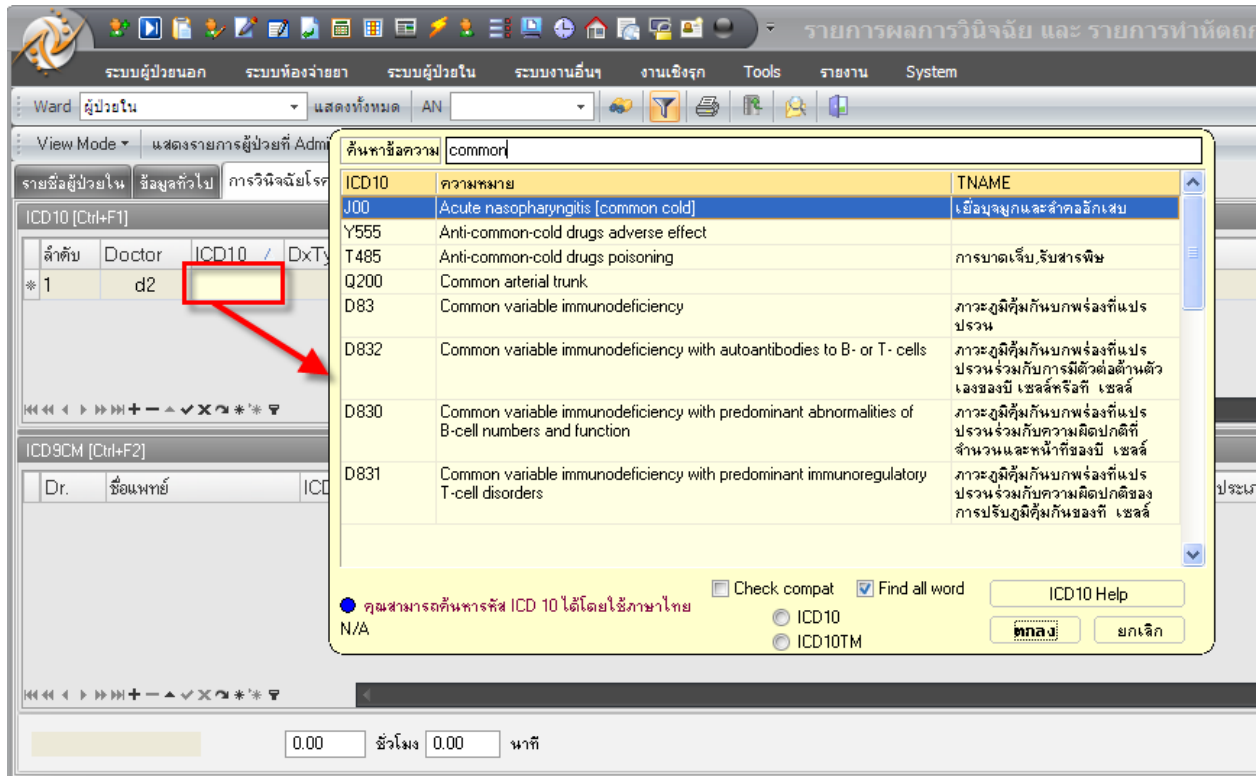 รายการผลการวินิจฉัย และ รายการทำหัตถก
ระบบผู้ป่วยนอก ระบบห้องจ่ายยา ระบบผู้ป่วยใน ระบบงานอื่นๆ งานเชิงรุก Tools รายงาน System
Ward ผู้ป่วยใน แสดงทั้งหมด AN
View Mode แสดงรายการผู้ป่วยที่ Admi
ค้นหาข้อความ common
รายชื่อผู้ป่วยใน ข้อมูลทั่วไป การวินิจฉัยโรค
ICD10 ความหมาย TNAME
ICD10 [Ctrl+F1]
ลำดับ Doctor ICD10 / DxTy
1 d2
J00 Acute nasopharyngitis [common cold] เยื่อบุจมูกและลำคออักเสบ
Y555 Anti-common-cold drugs adverse effect
T485 Anti-common-cold drugs poisoning การบาดเจ็บ,รับสารพิษ
Q200 Common arterial trunk
D83 Common variable immunodeficiency ภาวะภูมิคุ้มกันบกพร่องที่แปร
ปรวน
D832 Common variable immunodeficiency with autoantibodies to B- or T- cells ภาวะภูมิคุ้มกันบกพร่องที่แปร
ปรวนร่วมกับการมีตัวต่อต้านตัว
เองของบี เซลล์หรือที เซลล์
D830 Common variable immunodeficiency with predominant abnormalities of ภาวะภูมิคุ้มกันบกพร่องที่แปร
B-cell numbers and function ปรวนร่วมกับความผิดปกติที่
จำนวนและหน้าที่ของบี เซลล์
D831 Common variable immunodeficiency with predominant immunoregulatory ภาวะภูมิคุ้มกันบกพร่องที่แปร
T-cell disorders ปรวนร่วมกับความผิดปกติของ
การปรับภูมิคุ้มกันของที เซลล์
ICD9CM [Ctrl+F2]
Dr. ชื่อแพทย์ ICD ประเภ
Check compat Find all word ICD10 Help
คุณสามารถค้นหารหัส ICD 10 ได้โดยใช้ภาษาไทย
N/A
ICD10
ICD10TM
ตกลง ยกเลิก
0.00 ชั่วโมง 0.00 นาที